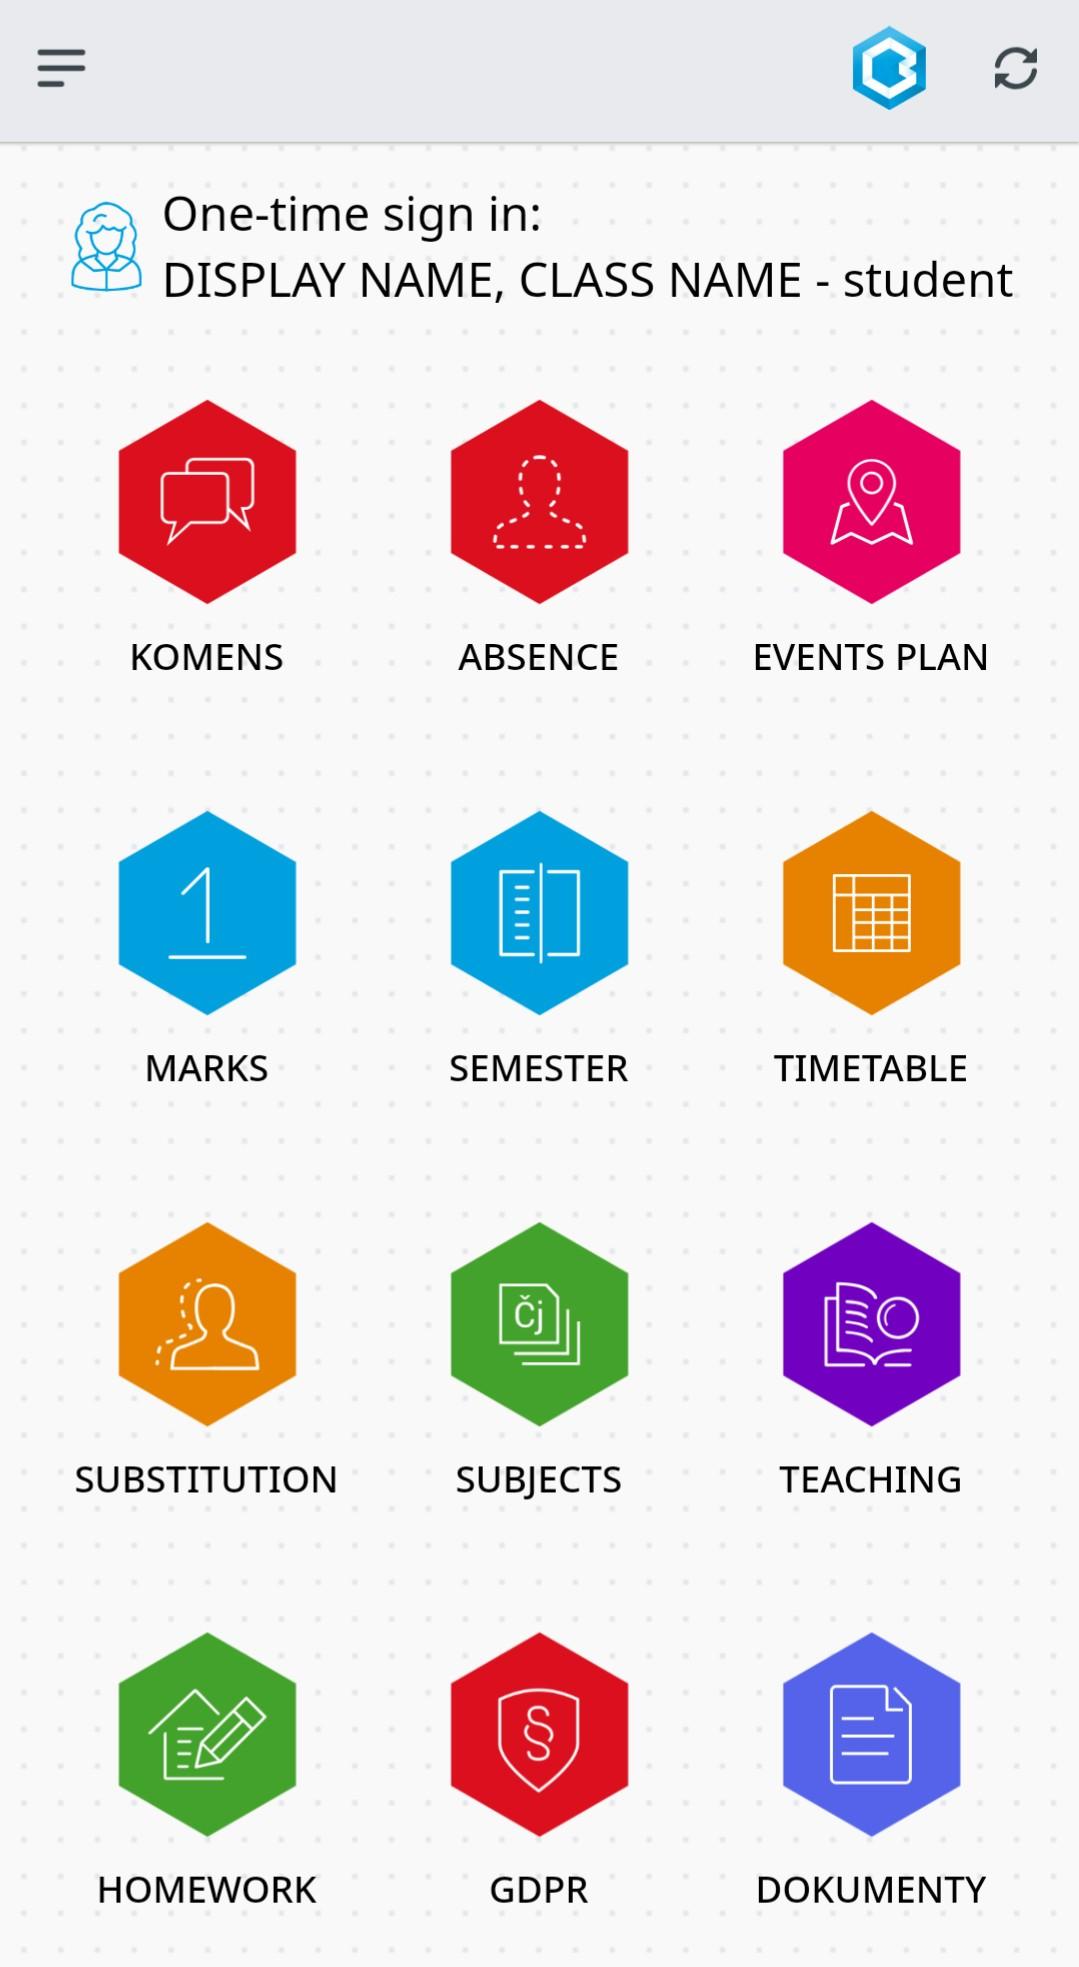 One-time sign in:
DISPLAY NAME, CLASS NAME - student
KOMENS
ABSENCE
EVENTS PLAN
1
MARKS
SEMESTER
TIMETABLE
Čj
SUBSTITUTION
SUBJECTS
TEACHING
§
HOMEWORK
GDPR
DOKUMENTY